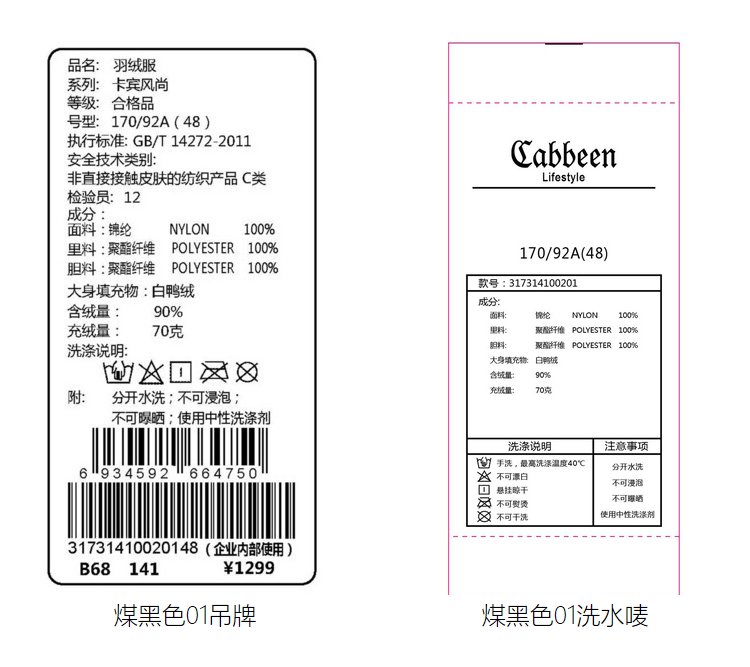 品名: 羽绒服
系列: 卡宾风尚
等级: 合格品
号型: 170/92A（48）
执行标准: GB/T 14272-2011
安全技术类别:
非直接接触皮肤的纺织产品 C类
检验员: 12
成分：
面料：锦纶 NYLON 100%
里料：聚酯纤维 POLYESTER 100%
胆料：聚酯纤维 POLYESTER 100%
大身填充物：白鸭绒
含绒量： 90%
充绒量： 70克
洗涤说明:
附: 分开水洗；不可浸泡；
不可曝晒；使用中性洗涤剂
6 934592 664750
31731410020148（企业内部使用）
B68 141 ¥1299
煤黑色01吊牌
Cabbeen
Lifestyle
170/92A(48)
款号：317314100201
成分:
面料: 锦纶 NYLON 100%
里料: 聚酯纤维 POLYESTER 100%
胆料: 聚酯纤维 POLYESTER 100%
大身填充物: 白鸭绒
含绒量: 90%
充绒量: 70克
洗涤说明
手洗，最高洗涤温度40℃
不可漂白
悬挂晾干
不可熨烫
不可干洗
注意事项
分开水洗
不可浸泡
不可曝晒
使用中性洗涤剂
煤黑色01洗水唛